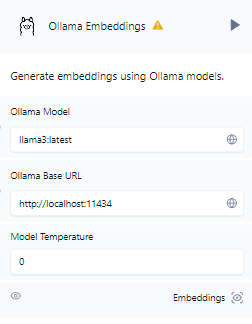 Ollama Embeddings
Generate embeddings using Ollama models.
Ollama Model
llama3:latest
Ollama Base URL
http://localhost:11434
Model Temperature
0
Embeddings